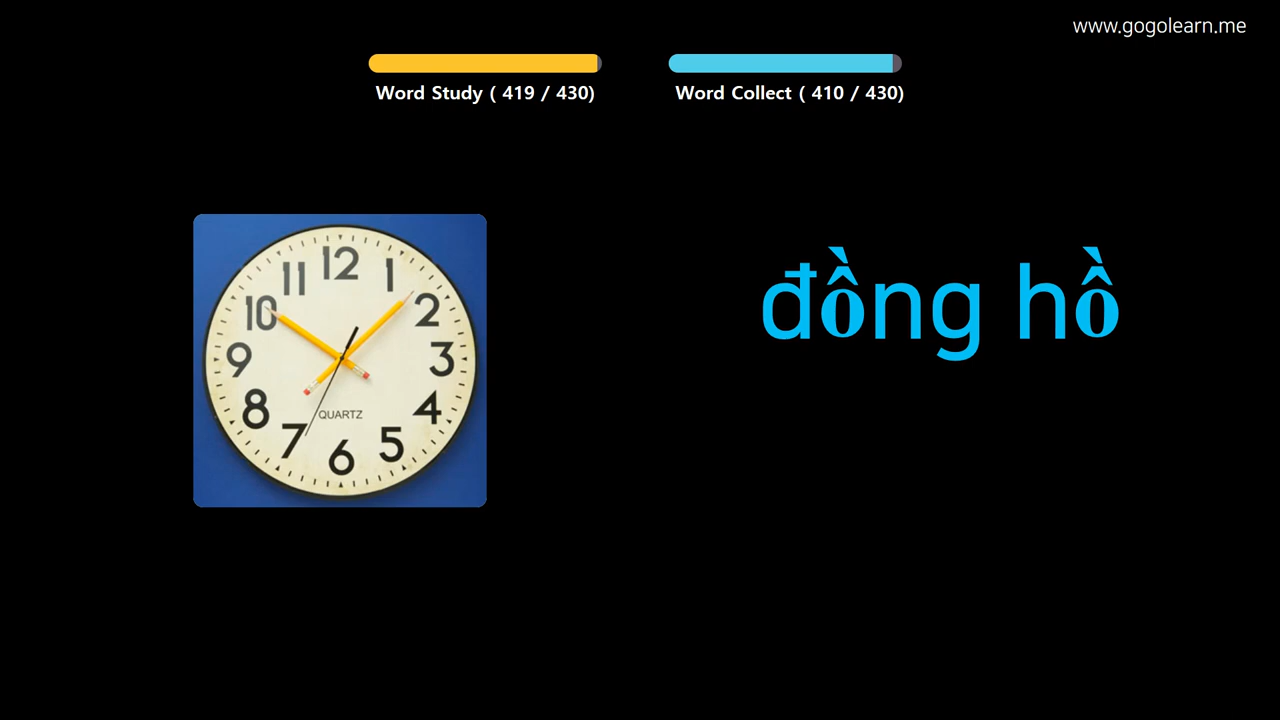 www.gogolearn.me
Word Study ( 419 / 430)
Word Collect ( 410 / 430)
12
11
1
10
2
9
3
8
4
7
5
6
QUARTZ
đồng hồ